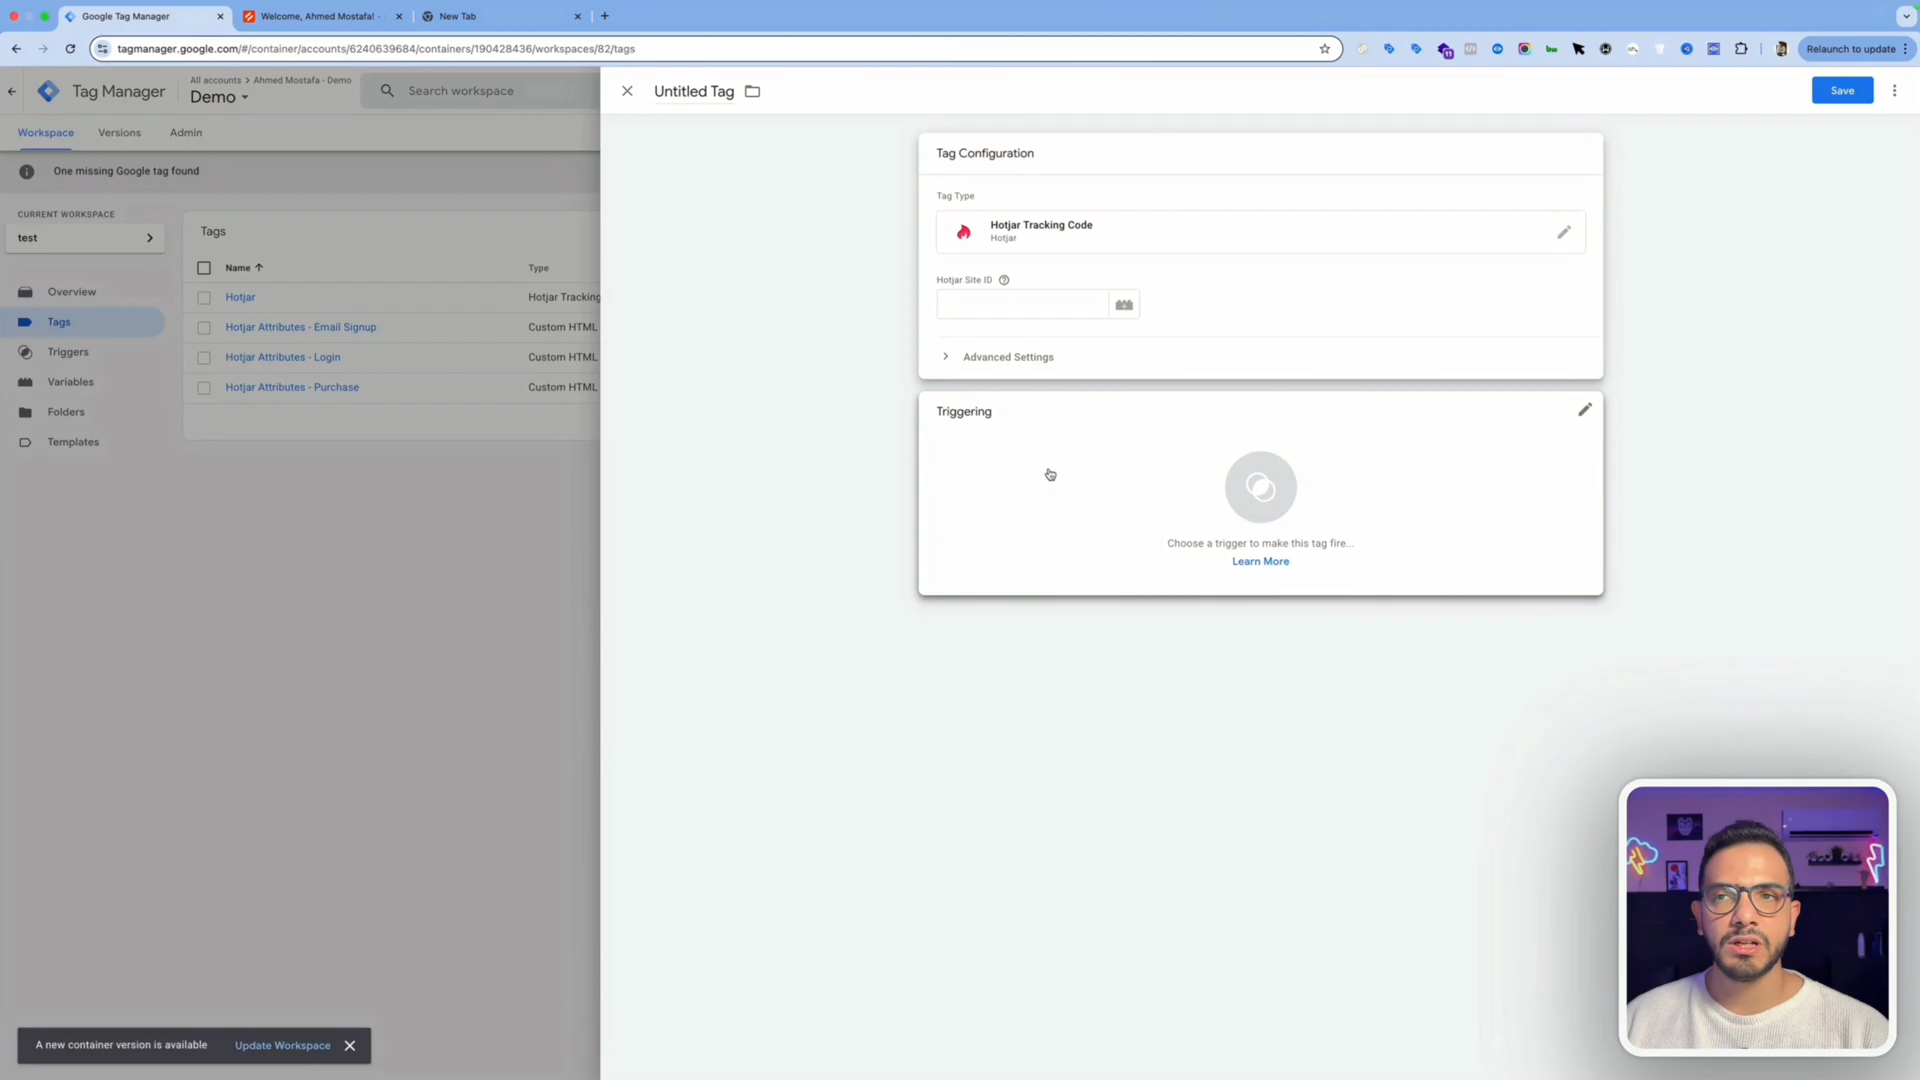 Google Tag Manager
Welcome, Ahmed Mostafa! -
New Tab
tagmanager.google.com/#/container/accounts/6240639684/containers/190428436/workspaces/82/tags
11
Relaunch to update
Tag Manager
All accounts > Ahmed Mostafa - Demo
Demo
Search workspace
Untitled Tag
Save
Workspace Versions Admin
One missing Google tag found
CURRENT WORKSPACE
test
Overview
Tags
Triggers
Variables
Folders
Templates
Tags
Name Type
Hotjar Hotjar Tracking
Hotjar Attributes - Email Signup Custom HTML
Hotjar Attributes - Login Custom HTML
Hotjar Attributes - Purchase Custom HTML
Tag Configuration
Tag Type
Hotjar Tracking Code
Hotjar
Hotjar Site ID
Advanced Settings
Triggering
Choose a trigger to make this tag fire...
Learn More
A new container version is available Update Workspace